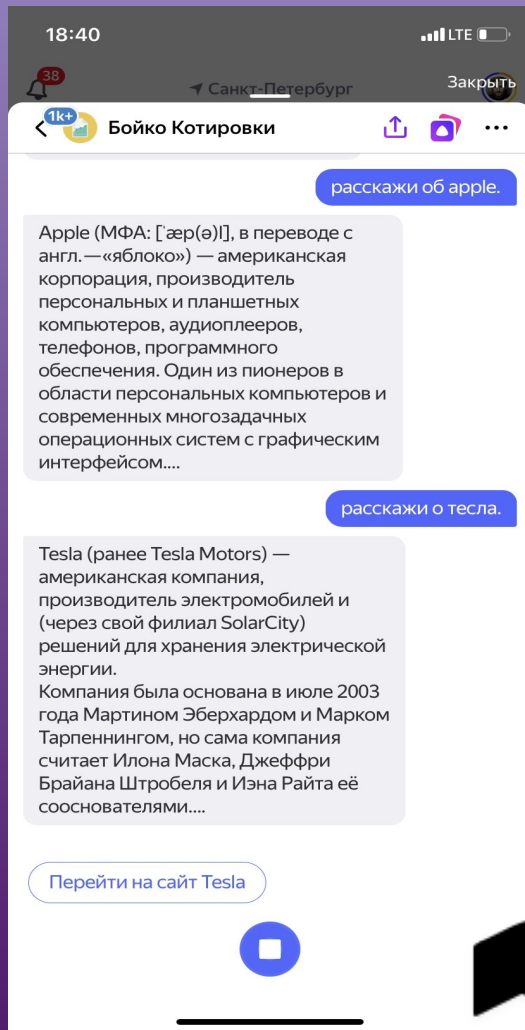 18:40
LTE
38
Санкт-Петербург
Закрыть
1k+
Бойко Котировки
расскажи об apple.
Apple (МФА: [ˈæp(ə)l], в переводе с
англ. —«яблоко») — американская
корпорация, производитель
персональных и планшетных
компьютеров, аудиоплееров,
телефонов, программного
обеспечения. Один из пионеров в
области персональных компьютеров и
современных многозадачных
операционных систем с графическим
интерфейсом....
расскажи о тесла.
Tesla (ранее Tesla Motors) —
американская компания,
производитель электромобилей и
(через свой филиал SolarCity)
решений для хранения электрической
энергии.
Компания была основана в июле 2003
года Мартином Эберхардом и Марком
Тарпеннингом, но сама компания
считает Илона Маска, Джеффри
Брайана Штробеля и Иэна Райта её
сооснователями....
Перейти на сайт Tesla